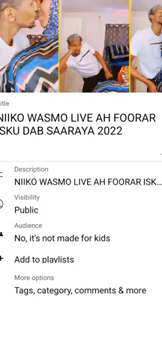 itle
NIIKO WASMO LIVE AH FOORAR
ISKU DAB SAARAYA 2022
Description
NIIKO WASMO LIVE AH FOORAR ISK...
Visibility
Public
Audience
No, it's not made for kids
Add to playlists
More options
Tags, category, comments & more